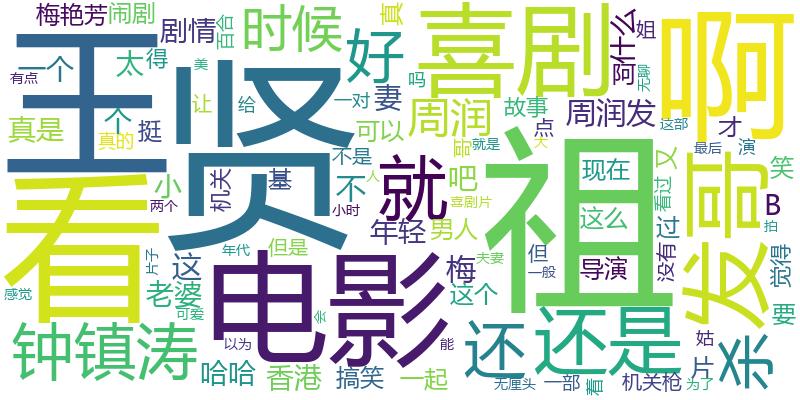 梅艳芳 闹剧 剧情 百合 时候 真 阿什么 姐
有点 一个 太 得 美 好 喜剧 啊 无聊
王贤 看 祖 发哥
个 让 给 一对 吗 妻 周润 故事 周润发 才 这部
真是 真的 挺 可以 点 大 最后 演
小 机关 基 不是 不 就 吧 就是 现在 看过 又 笑
两个 小时 人 喜剧片 这么 B
年轻 男人 过 拍
片子 这 年代 但是 电影 梅 夫妻 但 导演 没有 觉得
感觉 老婆 可爱 这个 一般 要
钟镇涛 以为 会 能 还 还是 姑 杀
哈哈 香港 搞笑 一起 无厘头 一部 着 机关枪 片 为了